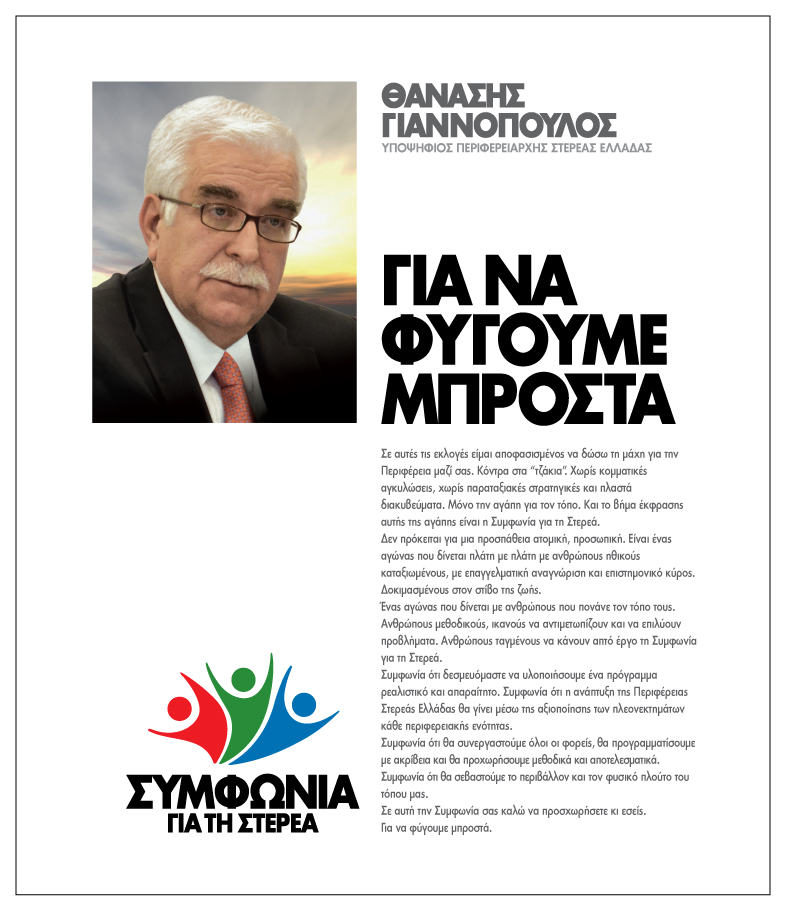 ΘΑΝΑΣΗΣ
ΓΙΑΝΝΟΠΟΥΛΟΣ
ΥΠΟΨΗΦΙΟΣ ΠΕΡΙΦΕΡΕΙΑΡΧΗΣ ΣΤΕΡΕΑΣ ΕΛΛΑΔΑΣ
ΓΙΑ ΝΑ
ΦΥΓΟΥΜΕ
ΜΠΡΟΣΤΑ
Σε αυτές τις εκλογές είμαι αποφασισμένος να δώσω τη μάχη για την
Περιφέρεια μαζί σας. Κόντρα στα “τζάκια”. Χωρίς κομματικές
αγκυλώσεις, χωρίς παραταξιακές στρατηγικές και πλαστά
διακυβεύματα. Μόνο την αγάπη για τον τόπο. Και το βήμα έκφρασης
αυτής της αγάπης είναι η Συμφωνία για τη Στερεά.
Δεν πρόκειται για μια προσπάθεια ατομική, προσωπική. Είναι ένας
αγώνας που δίνεται πλάτη με πλάτη με ανθρώπους ηθικούς
καταξιωμένους, με επαγγελματική αναγνώριση και επιστημονικό κύρος.
Δοκιμασμένους στον στίβο της ζωής.
Ένας αγώνας που δίνεται με ανθρώπους που πονάνε τον τόπο τους.
Ανθρώπους μεθοδικούς, ικανούς να αντιμετωπίζουν και να επιλύουν
προβλήματα. Ανθρώπους ταγμένους να κάνουν απτό έργο τη Συμφωνία
για τη Στερεά.
Συμφωνία ότι δεσμευόμαστε να υλοποιήσουμε ένα πρόγραμμα
ρεαλιστικό και απαραίτητο. Συμφωνία ότι η ανάπτυξη της Περιφέρειας
Στερεάς Ελλάδας θα γίνει μέσω της αξιοποίησης των πλεονεκτημάτων
κάθε περιφερειακής ενότητας.
Συμφωνία ότι θα συνεργαστούμε όλοι οι φορείς, θα προγραμματίσουμε
με ακρίβεια και θα προχωρήσουμε μεθοδικά και αποτελεσματικά.
Συμφωνία ότι θα σεβαστούμε το περιβάλλον και τον φυσικό πλούτο του
τόπου μας.
Σε αυτή την Συμφωνία σας καλώ να προσχωρήσετε κι εσείς.
Για να φύγουμε μπροστά.
ΣΥΜΦΩΝΙΑ
ΓΙΑ ΤΗ ΣΤΕΡΕΑ